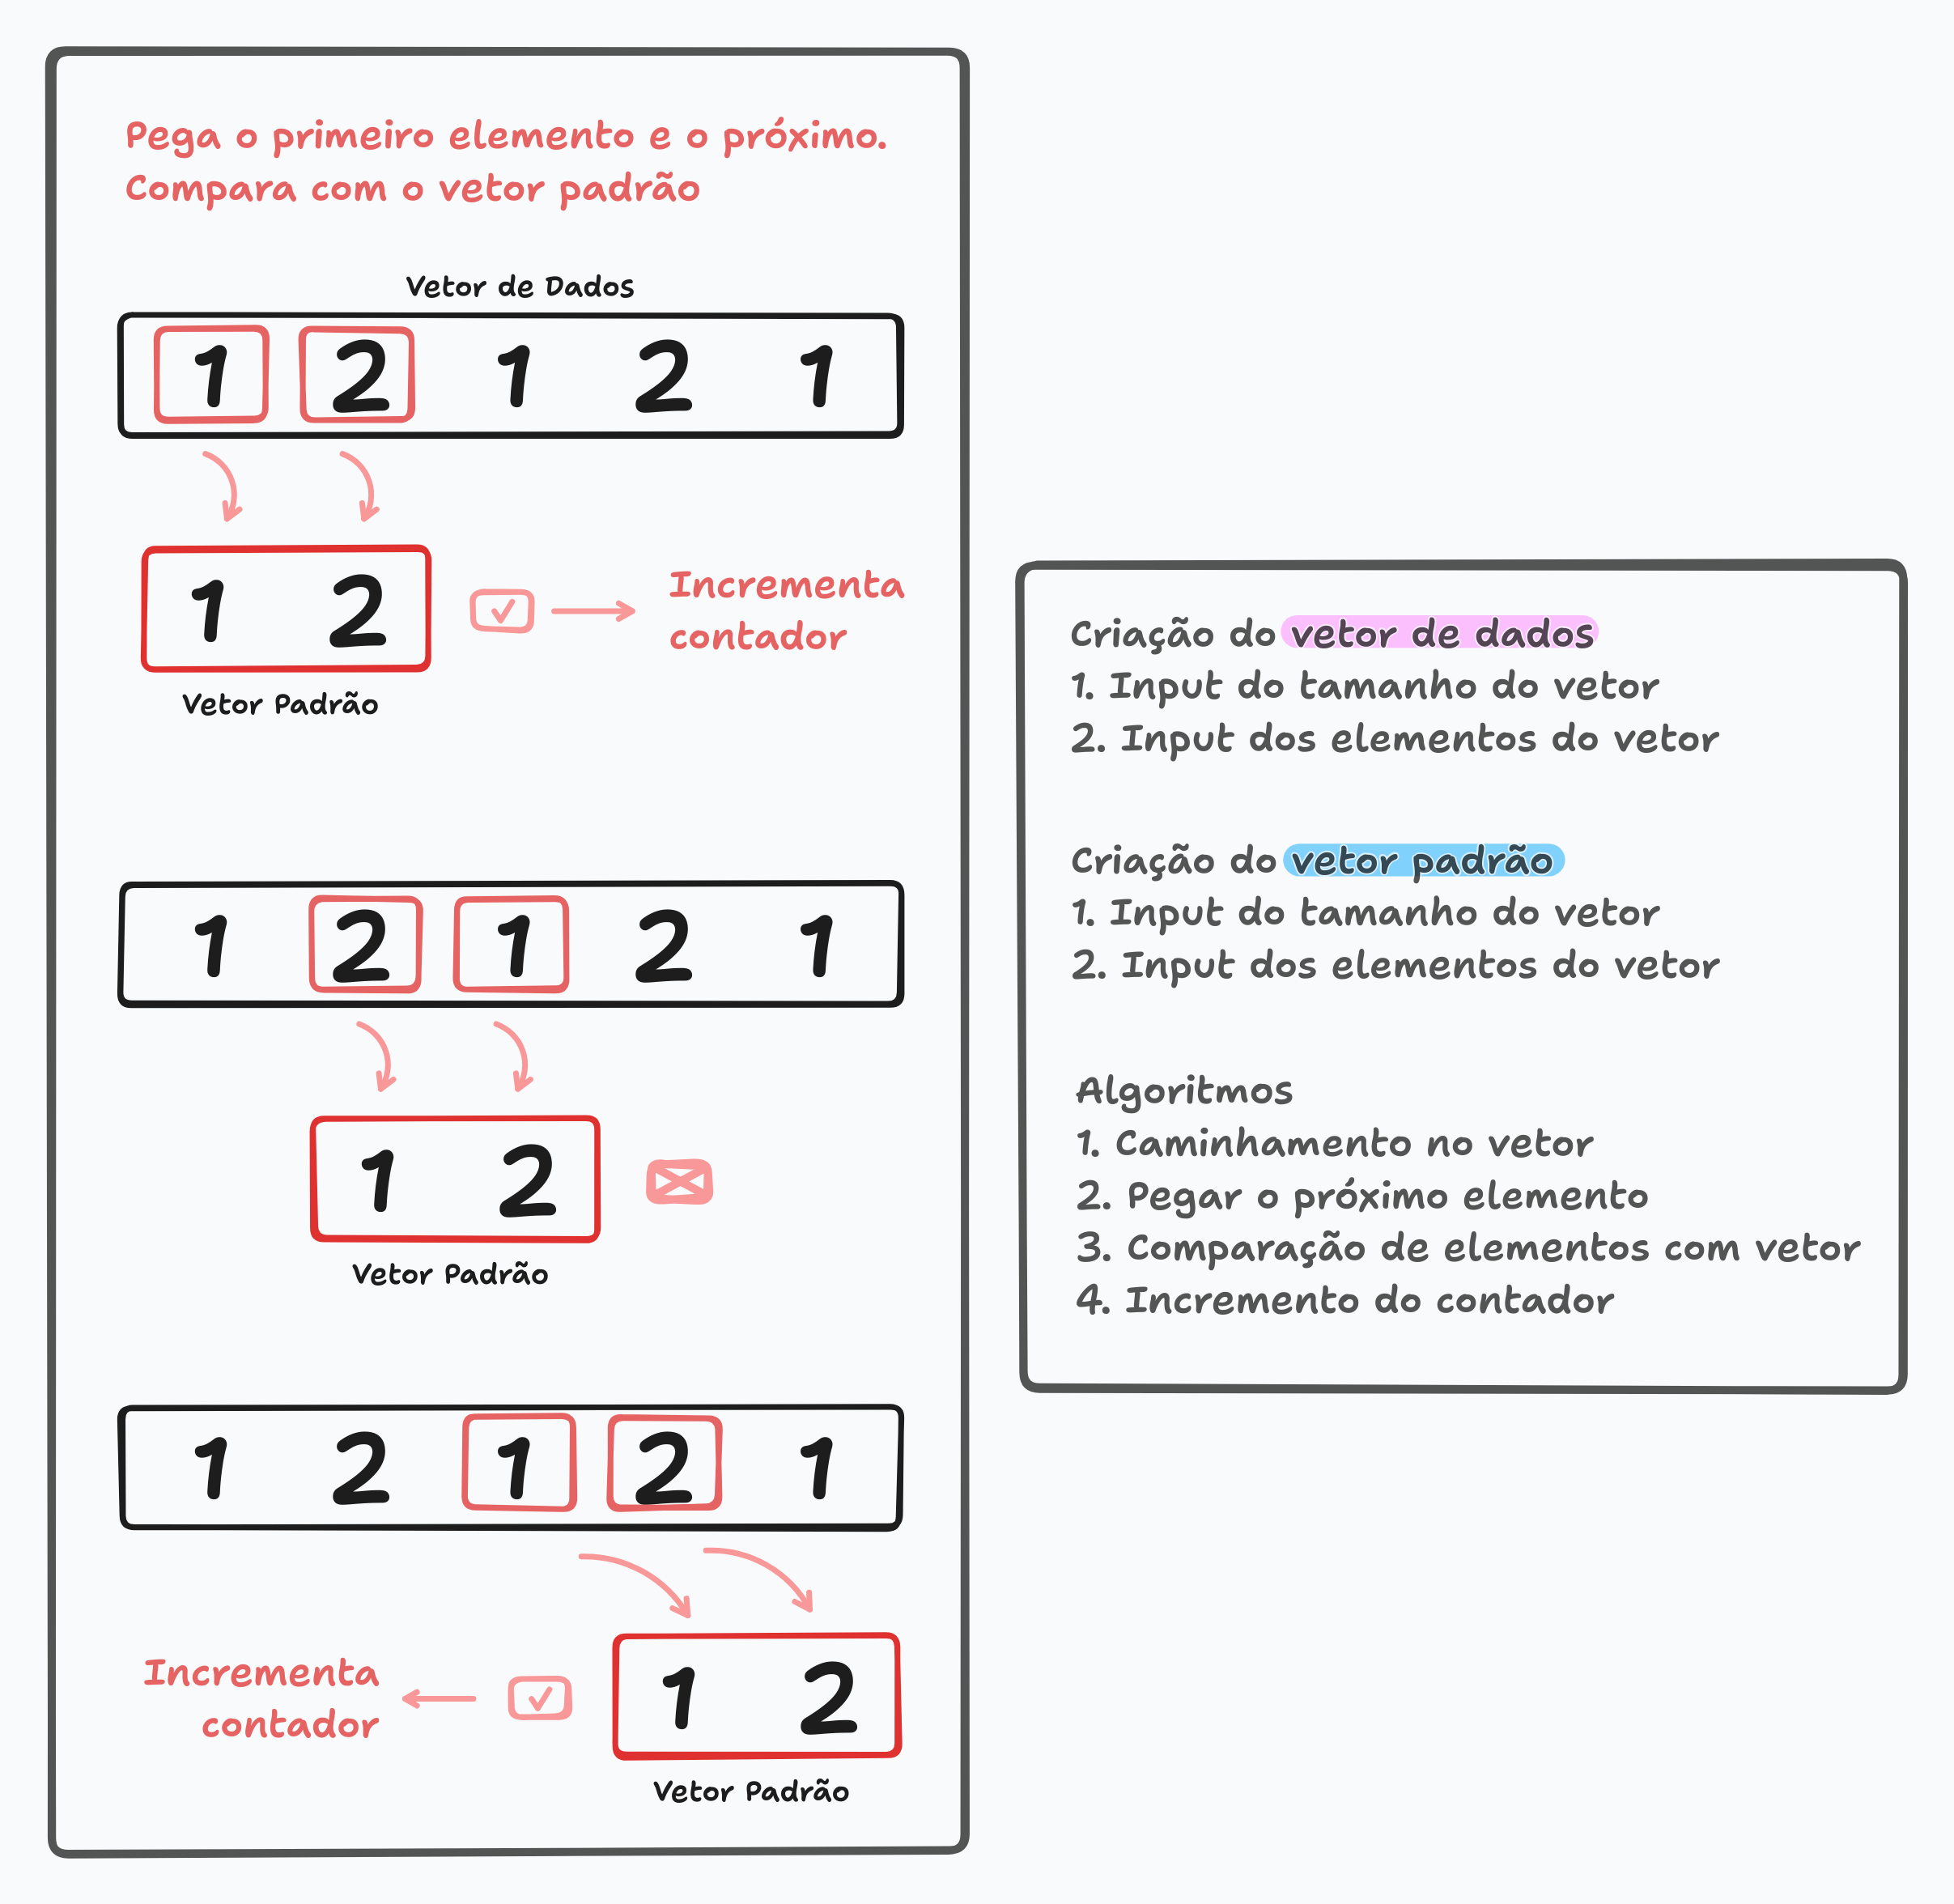 Pega o primeiro elemento e o próximo.
Compara com o vetor padrão
Vetor de Dados
1 2 1 2 1
1 2
Incrementa
contador
Vetor Padrão
1 2 1 2 1
1 2
Vetor Padrão
1 2 1 2 1
1 2
Incrementa
contador
Vetor Padrão
Criação do vetor de dados
1. Input do tamanho do vetor
2. Input dos elementos do vetor
Criação do vetor padrão
1. Input do tamanho do vetor
2. Input dos elementos do vetor
Algoritmos
1. Caminhamento no vetor
2. Pegar o próximo elemento
3. Comparação de elementos com vetor
4. Incremento do contador